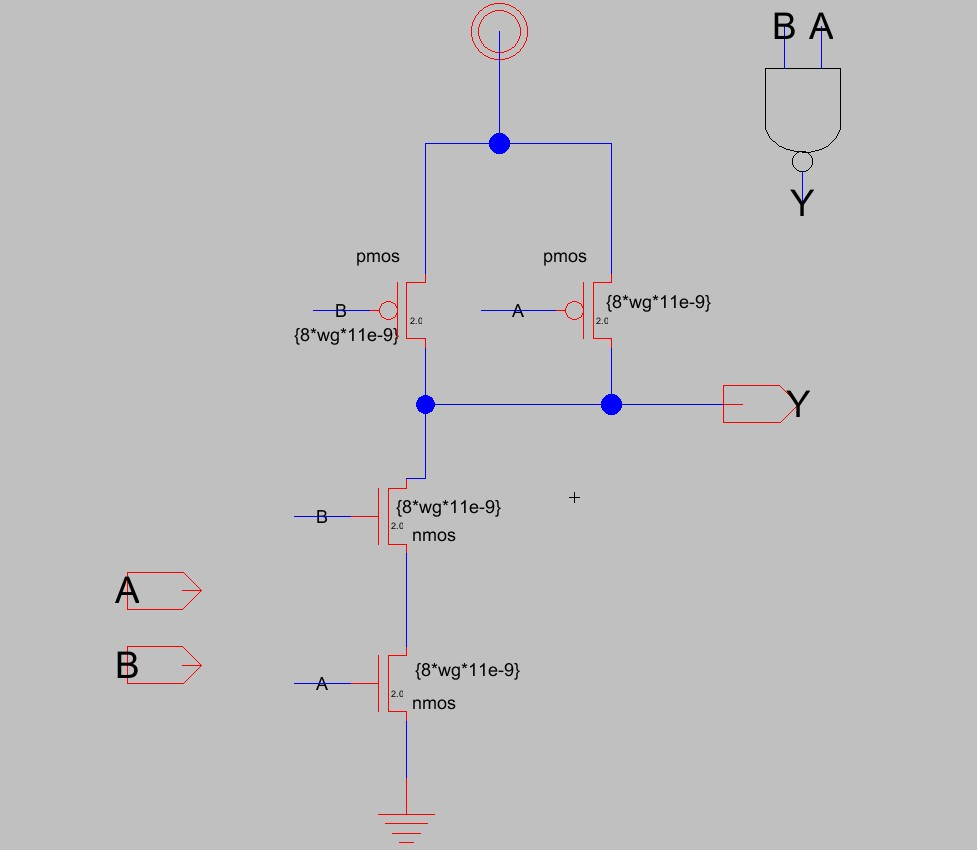 B A
Y
pmos
pmos
B
{8*wg*11e-9}
2.0
A
{8*wg*11e-9}
2.0
Y
B
{8*wg*11e-9}
2.0
nmos
A
B
A
{8*wg*11e-9}
2.0
nmos